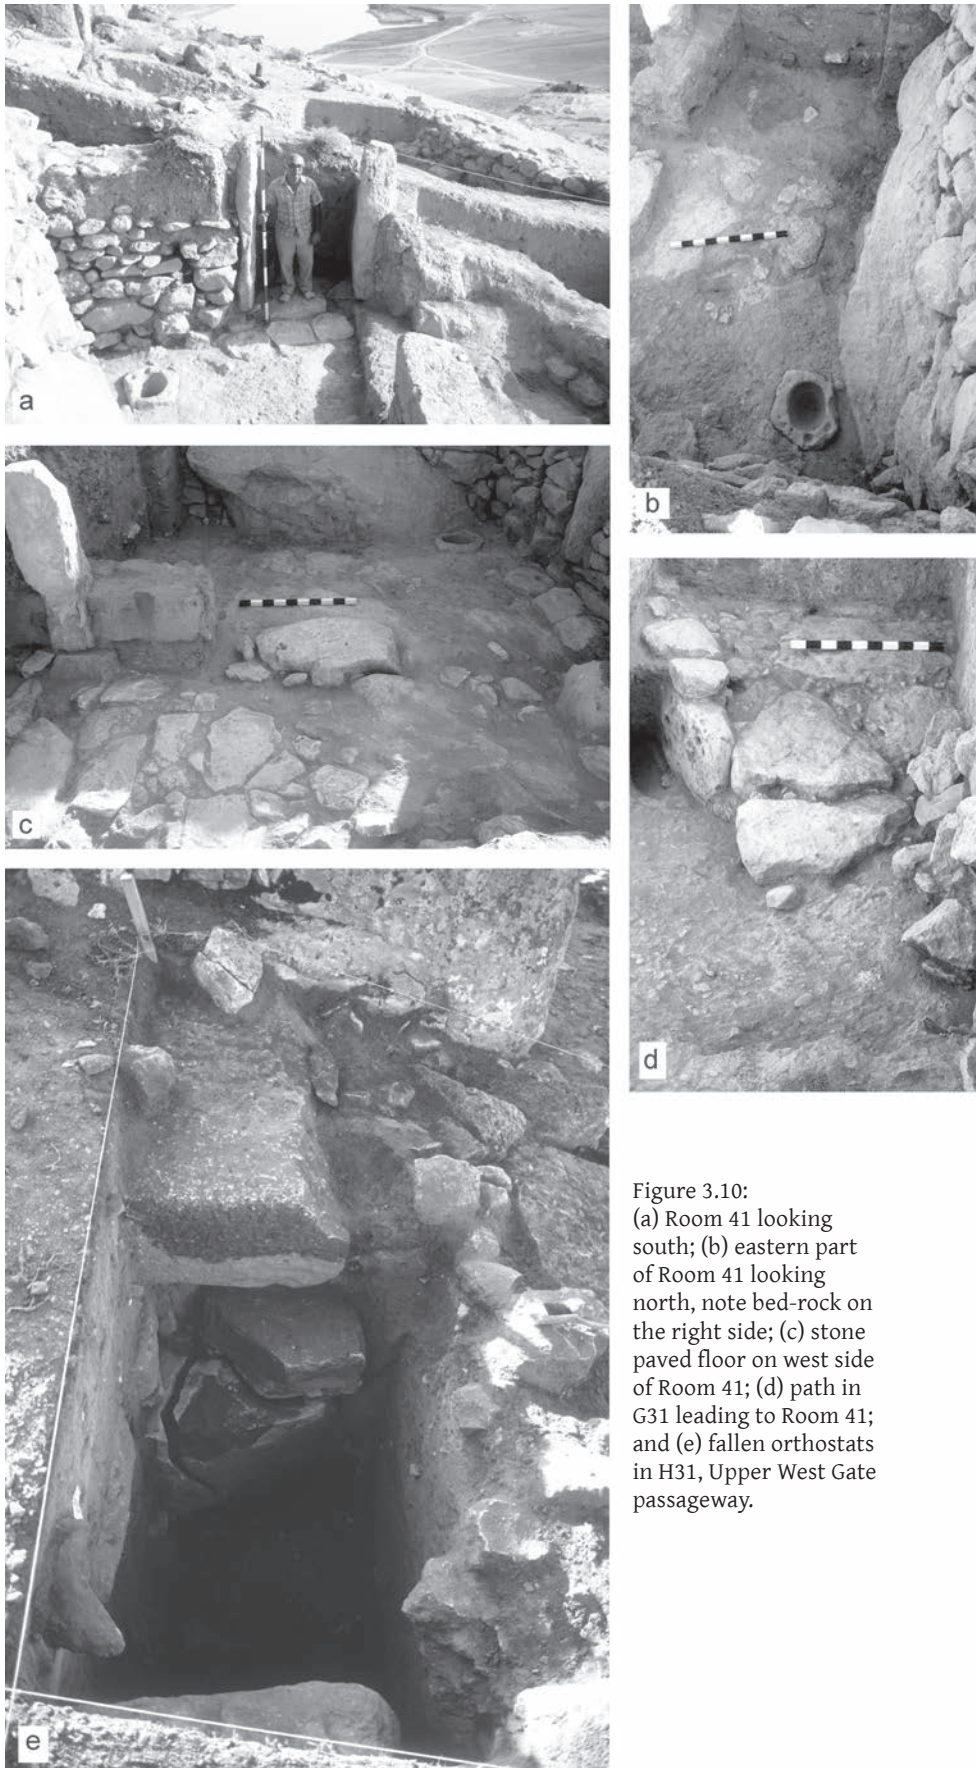 a
b
c
d
e
Figure 3.10:
(a) Room 41 looking
south; (b) eastern part
of Room 41 looking
north, note bed-rock on
the right side; (c) stone
paved floor on west side
of Room 41; (d) path in
G31 leading to Room 41;
and (e) fallen orthostats
in H31, Upper West Gate
passageway.